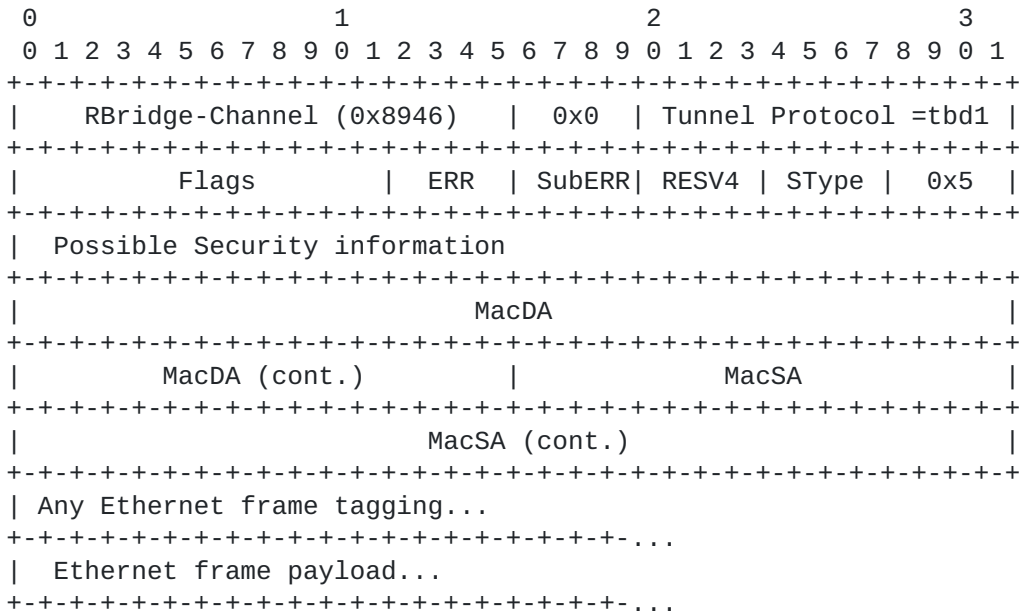 0                   1                   2                   3
 0 1 2 3 4 5 6 7 8 9 0 1 2 3 4 5 6 7 8 9 0 1 2 3 4 5 6 7 8 9 0 1
+-+-+-+-+-+-+-+-+-+-+-+-+-+-+-+-+-+-+-+-+-+-+-+-+-+-+-+-+-+-+-+-+
|    RBridge-Channel (0x8946)   |  0x0  | Tunnel Protocol =tbd1 |
+-+-+-+-+-+-+-+-+-+-+-+-+-+-+-+-+-+-+-+-+-+-+-+-+-+-+-+-+-+-+-+-+
|          Flags        |  ERR  | SubERR| RESV4 | SType |  0x5  |
+-+-+-+-+-+-+-+-+-+-+-+-+-+-+-+-+-+-+-+-+-+-+-+-+-+-+-+-+-+-+-+-+
|  Possible Security information
+-+-+-+-+-+-+-+-+-+-+-+-+-+-+-+-+-+-+-+-+-+-+-+-+-+-+-+-+-+-+-+-+
|                             MacDA                             |
+-+-+-+-+-+-+-+-+-+-+-+-+-+-+-+-+-+-+-+-+-+-+-+-+-+-+-+-+-+-+-+-+
|         MacDA (cont.)         |             MacSA             |
+-+-+-+-+-+-+-+-+-+-+-+-+-+-+-+-+-+-+-+-+-+-+-+-+-+-+-+-+-+-+-+-+
|                          MacSA (cont.)                        |
+-+-+-+-+-+-+-+-+-+-+-+-+-+-+-+-+-+-+-+-+-+-+-+-+-+-+-+-+-+-+-+-+
| Any Ethernet frame tagging...
+-+-+-+-+-+-+-+-+-+-+-+-+-+-+-+-+-+-+-+-...
|  Ethernet frame payload...
+-+-+-+-+-+-+-+-+-+-+-+-+-+-+-+-+-+-+-+-...